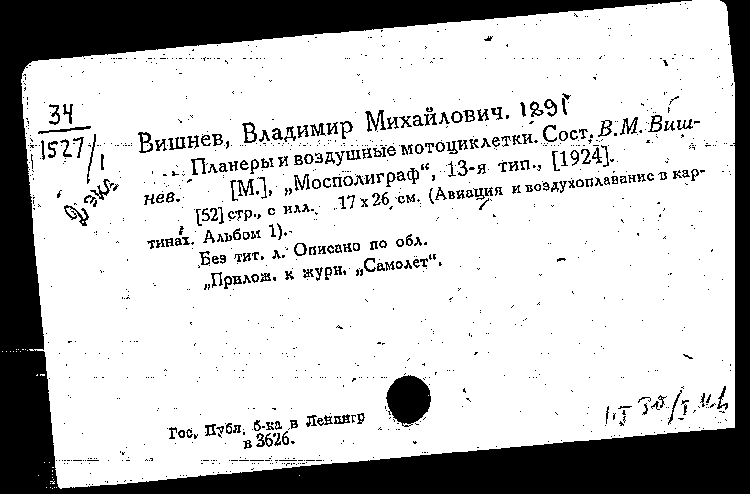 34
1527/1
2 экз
Вишнев, Владимир Михайлович. 1891
Планеры и воздушные мотоциклетки. Сост. В.М. Виш-
нев. [М.], „Мосполиграф“, 13-я тип., [1924].
[52] стр., с илл. 17 х 26 см. (Авиация и воздухоплавание в кар-
тинах. Альбом 1).
Без тит. л. Описано по обл.
„Прилож. к журн. „Самолет“.
Гос. Публ. б-ка в Ленингр
в 3626.